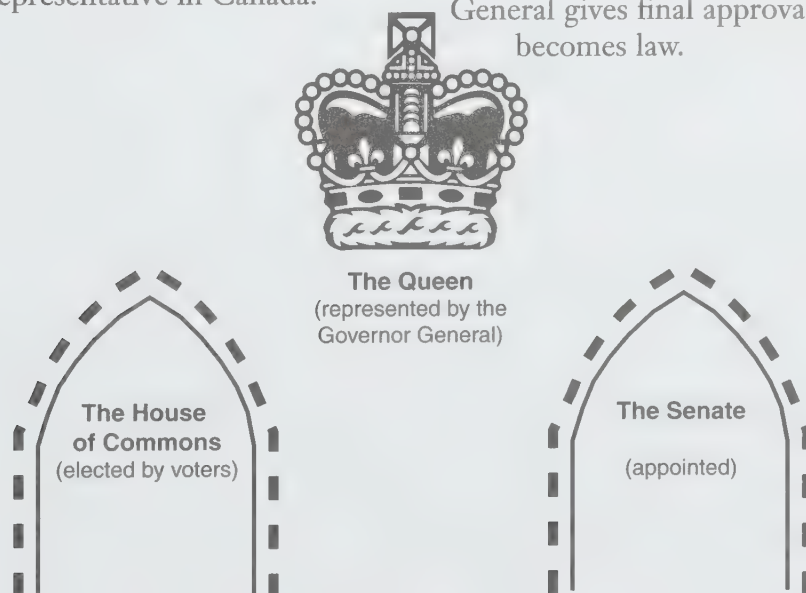 representative in Canada.
General gives final approva
becomes law.
The Queen
(represented by the
Governor General)
The House
of Commons
(elected by voters)
The Senate
(appointed)